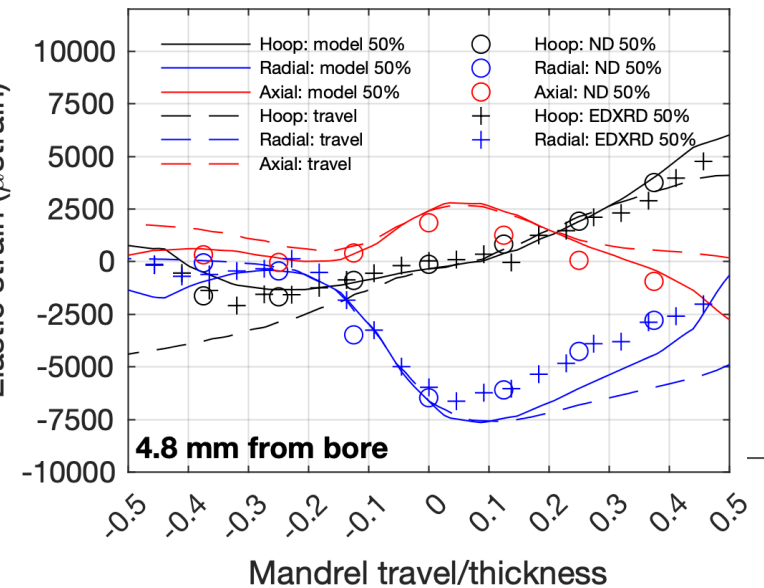 10000
7500
5000
2500
0
-2500
-5000
-7500
-10000
Hoop: model 50%
Radial: model 50%
Axial: model 50%
Hoop: travel
Radial: travel
Axial: travel
Hoop: ND 50%
Radial: ND 50%
Axial: ND 50%
Hoop: EDXRD 50%
Radial: EDXRD 50%
4.8 mm from bore
-0.5
-0.4
-0.3
-0.2
-0.1
0
0.1
0.2
0.3
0.4
0.5
Mandrel travel/thickness